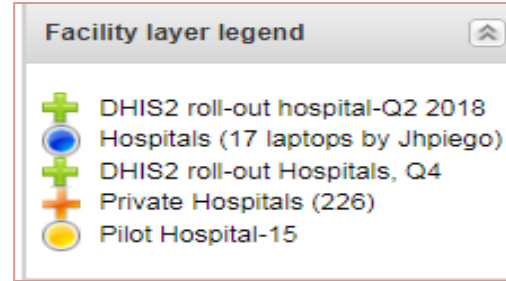 Facility layer legend
DHIS2 roll-out hospital-Q2 2018
Hospitals (17 laptops by Jhpiego)
DHIS2 roll-out Hospitals, Q4
Private Hospitals (226)
Pilot Hospital-15